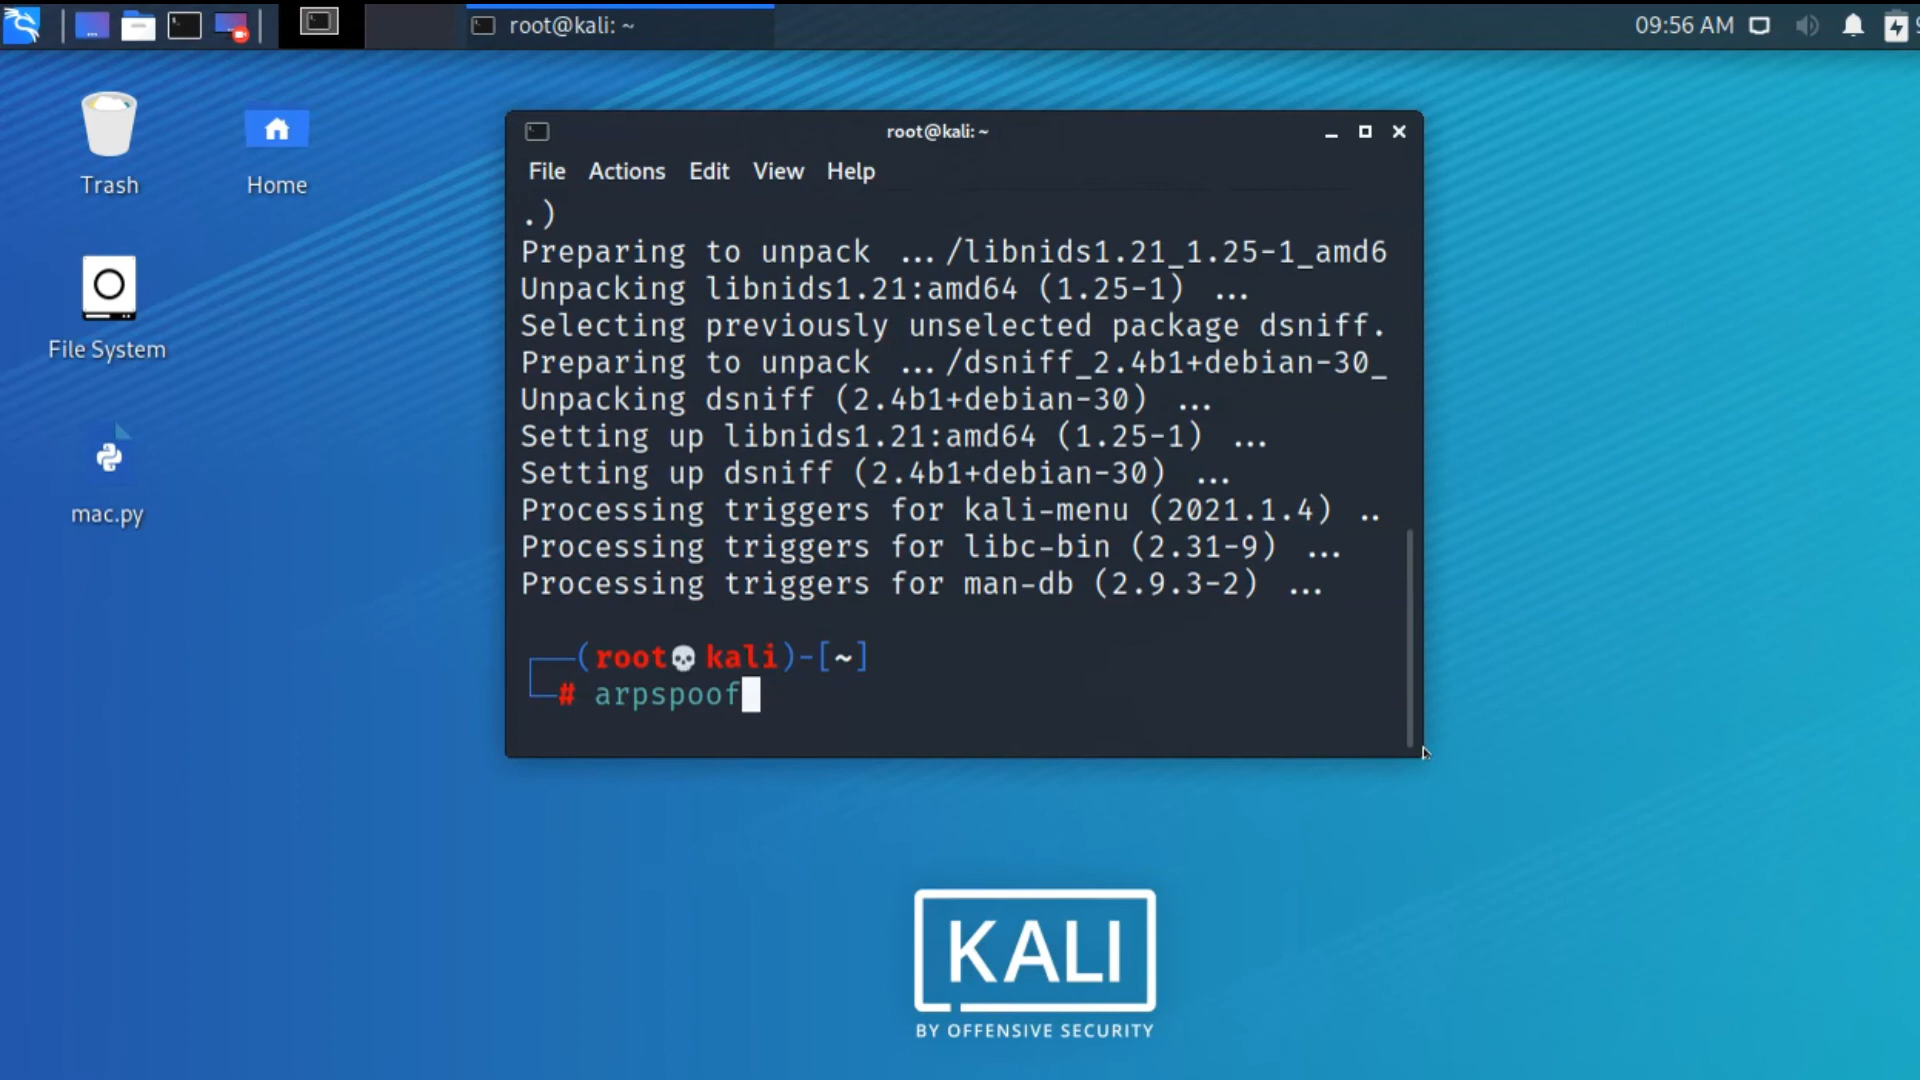 root@kali: ~
09:56 AM
9
Trash
Home
File System
mac.py
root@kali: ~
File Actions Edit View Help
.)
Preparing to unpack .../libnids1.21_1.25-1_amd6
Unpacking libnids1.21:amd64 (1.25-1) ...
Selecting previously unselected package dsniff.
Preparing to unpack .../dsniff_2.4b1+debian-30_
Unpacking dsniff (2.4b1+debian-30) ...
Setting up libnids1.21:amd64 (1.25-1) ...
Setting up dsniff (2.4b1+debian-30) ...
Processing triggers for kali-menu (2021.1.4) ..
Processing triggers for libc-bin (2.31-9) ...
Processing triggers for man-db (2.9.3-2) ...
┌──(root💀kali)-[~]
└─# arpspoof
KALI
BY OFFENSIVE SECURITY